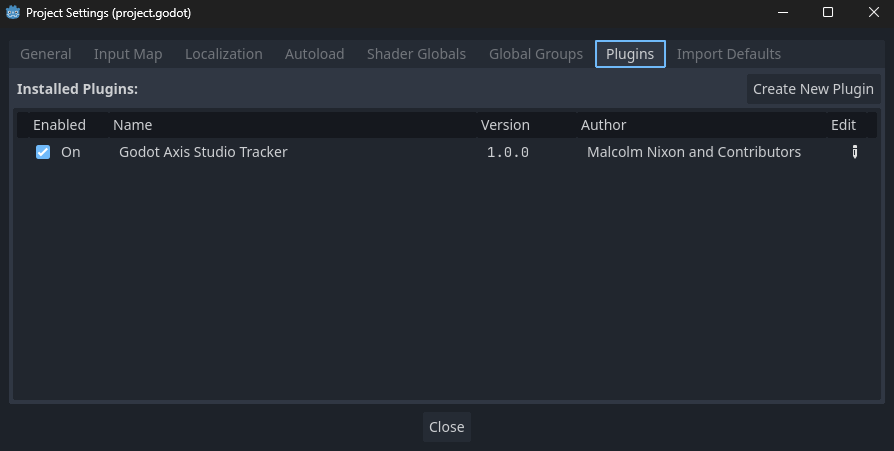 Project Settings (project.godot)
General Input Map Localization Autoload Shader Globals Global Groups Plugins Import Defaults
Installed Plugins: Create New Plugin
Enabled Name Version Author Edit
On Godot Axis Studio Tracker 1.0.0 Malcolm Nixon and Contributors
Close